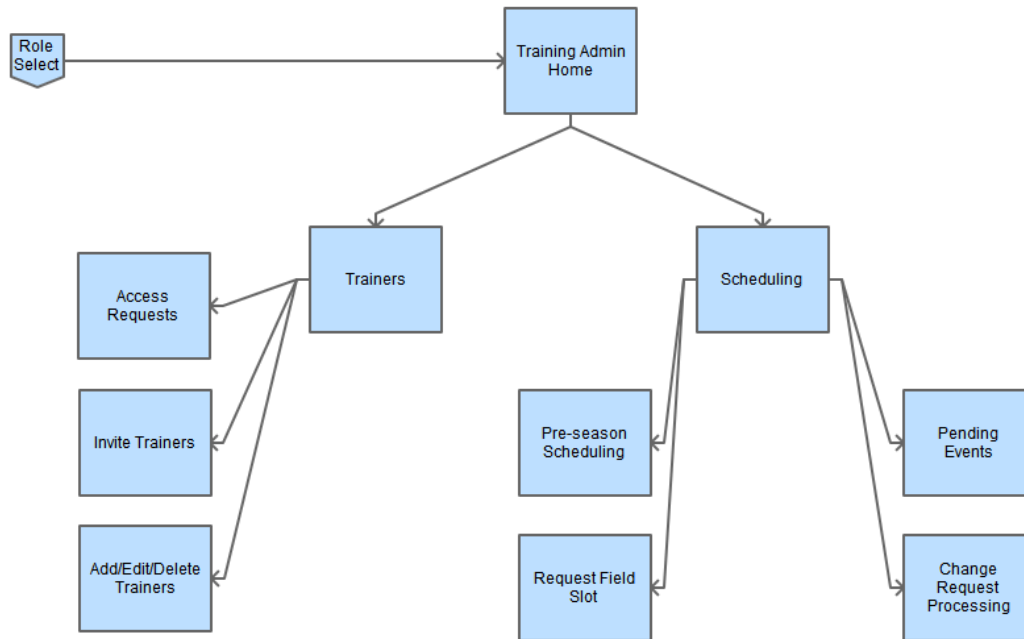 Role
Select
Training Admin
Home
Trainers
Scheduling
Access
Requests
Invite Trainers
Add/Edit/Delete
Trainers
Pre-season
Scheduling
Request Field
Slot
Pending
Events
Change
Request
Processing